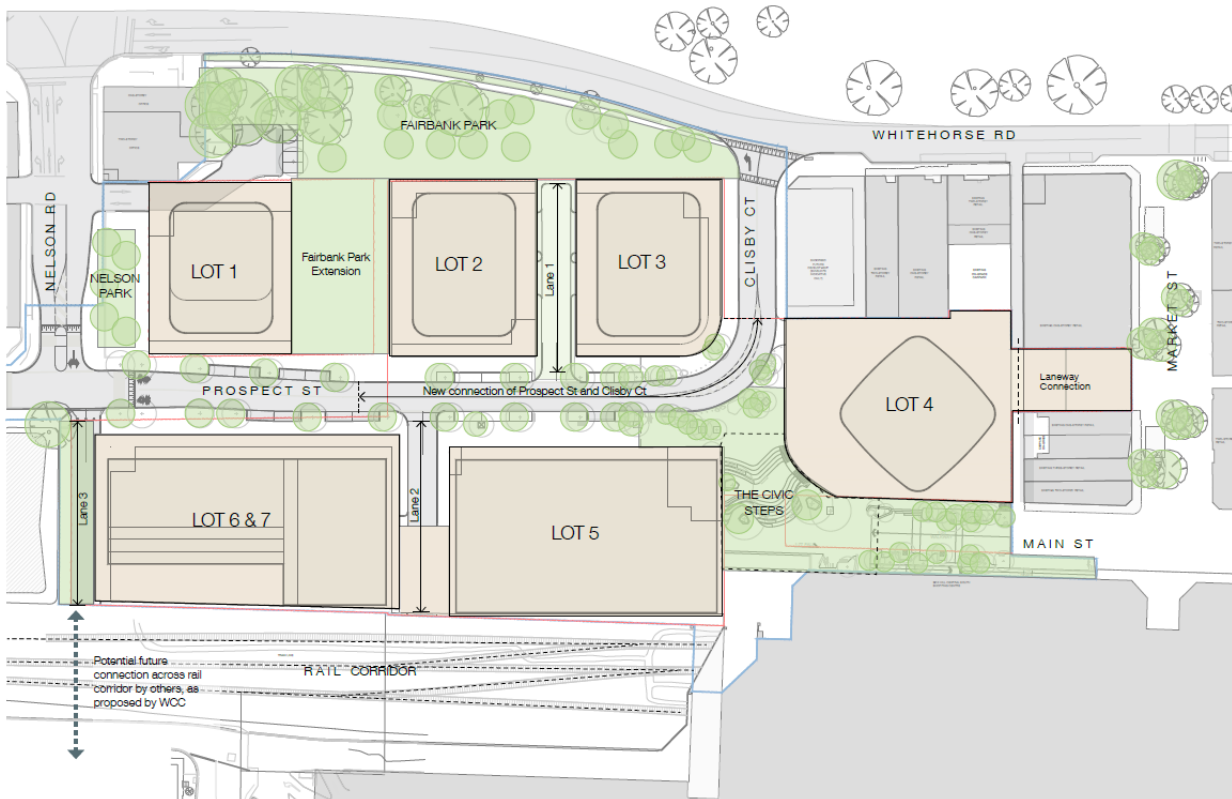 FAIRBANK PARK
WHITEHORSE RD
NELSON RD
NELSON
PARK
LOT 1
Fairbank Park
Extension
LOT 2
Lane 1
LOT 3
CLISBY CT
MARKET ST
PROSPECT ST
New connection of Prospect St and Clisby Ct
LOT 4
Laneway
Connection
Lane 3
LOT 6 & 7
Lane 2
LOT 5
THE CIVIC
STEPS
MAIN ST
Potential future
connection across rail
corridor by others, as
proposed by WCC
RAIL CORRIDOR